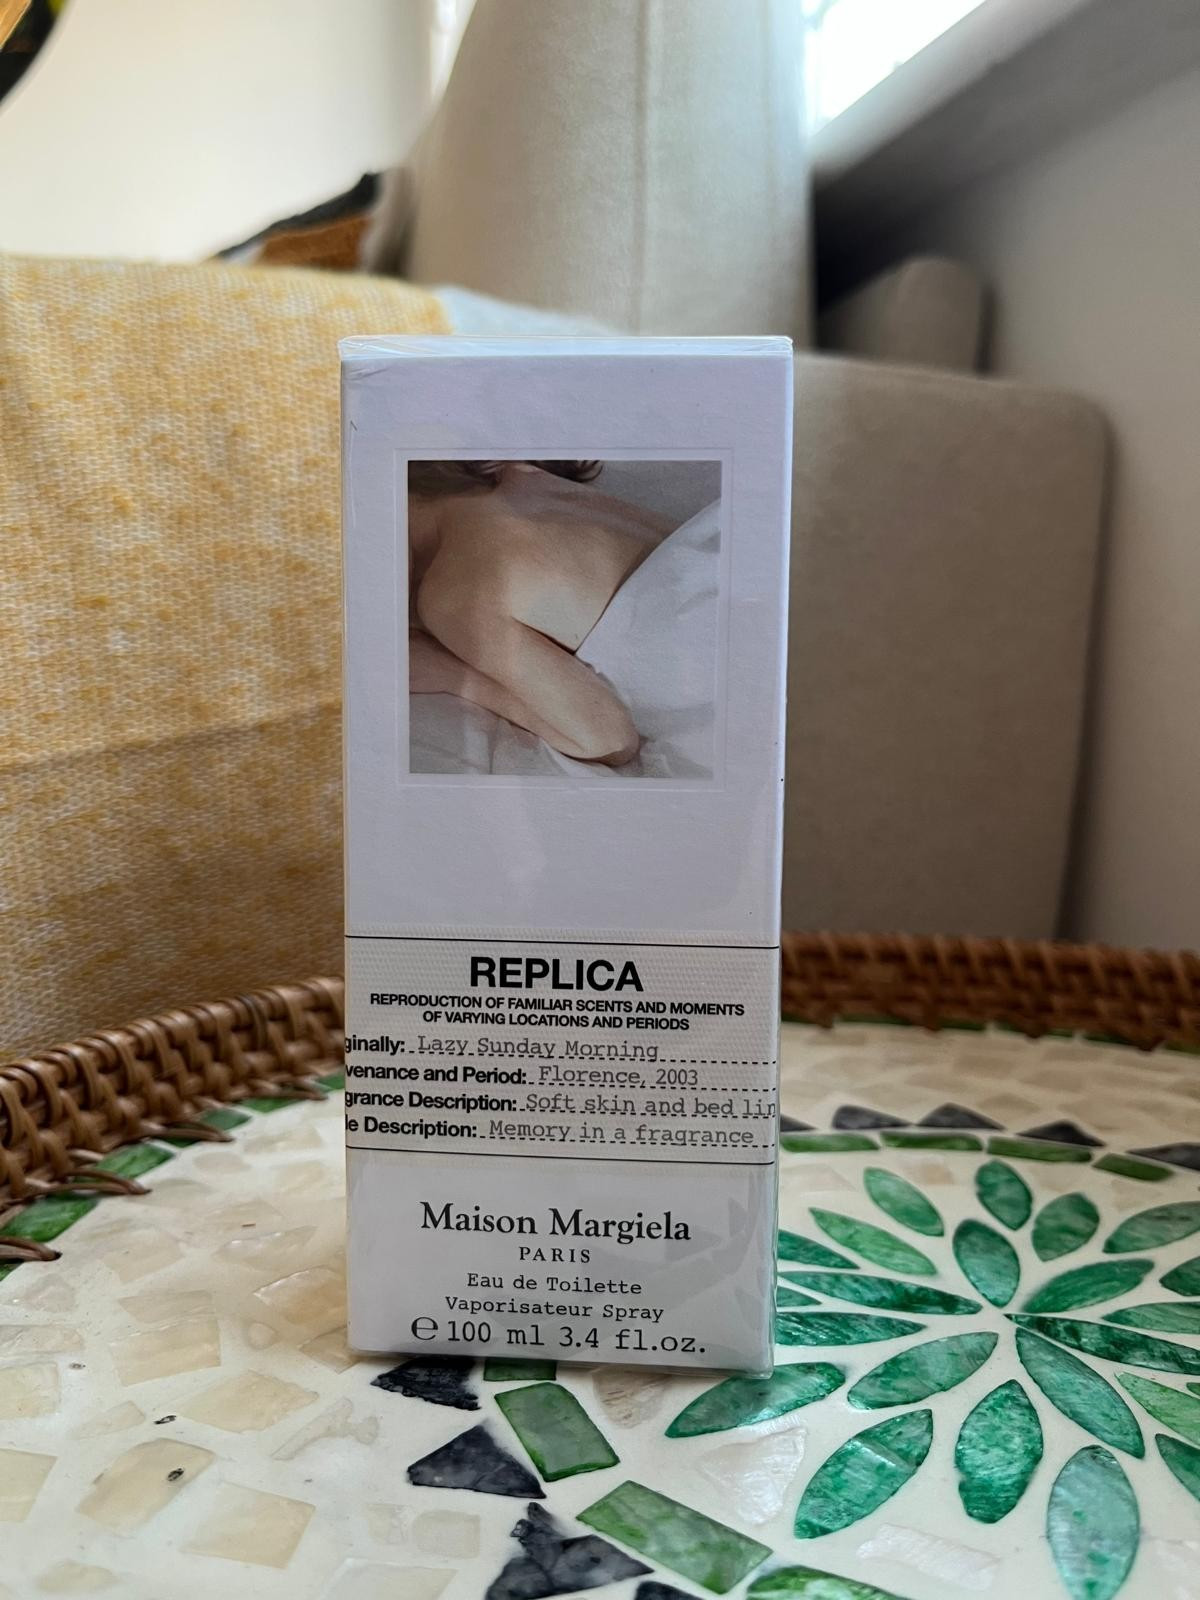 REPLICA
REPRODUCTION OF FAMILIAR SCENTS AND MOMENTS
OF VARYING LOCATIONS AND PERIODS
ginally: Lazy Sunday Morning
venance and Period: Florence, 2003
grance Description: Soft skin and bed lin
le Description: Memory in a fragrance
Maison Margiela
PARIS
Eau de Toilette
Vaporisateur Spray
℮ 100 ml 3.4 fl.oz.